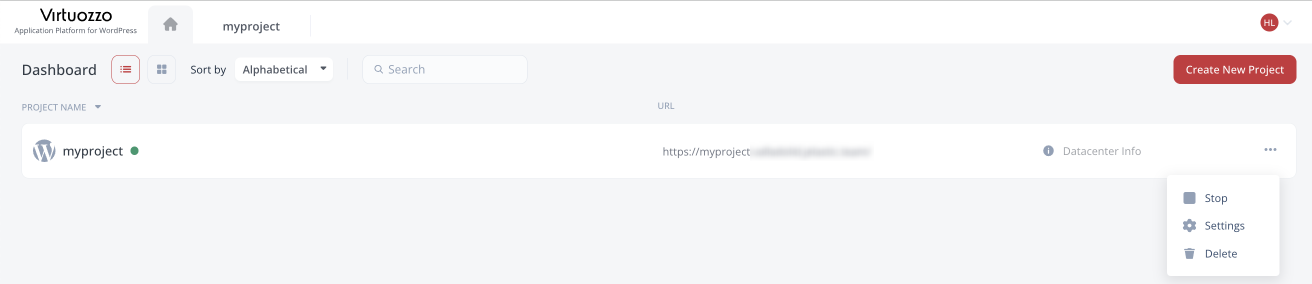 Virtuozzo
Application Platform for WordPress
myproject
HL
Dashboard
Sort by
Alphabetical
Search
Create New Project
PROJECT NAME
URL
myproject
https://myproject
Datacenter Info
Stop
Settings
Delete